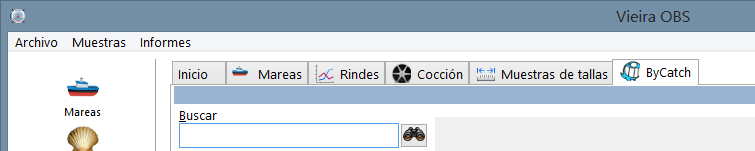 Vieira OBS
Archivo Muestras Informes
Inicio Mareas Rindes Cocción Muestras de tallas ByCatch
Mareas
Buscar